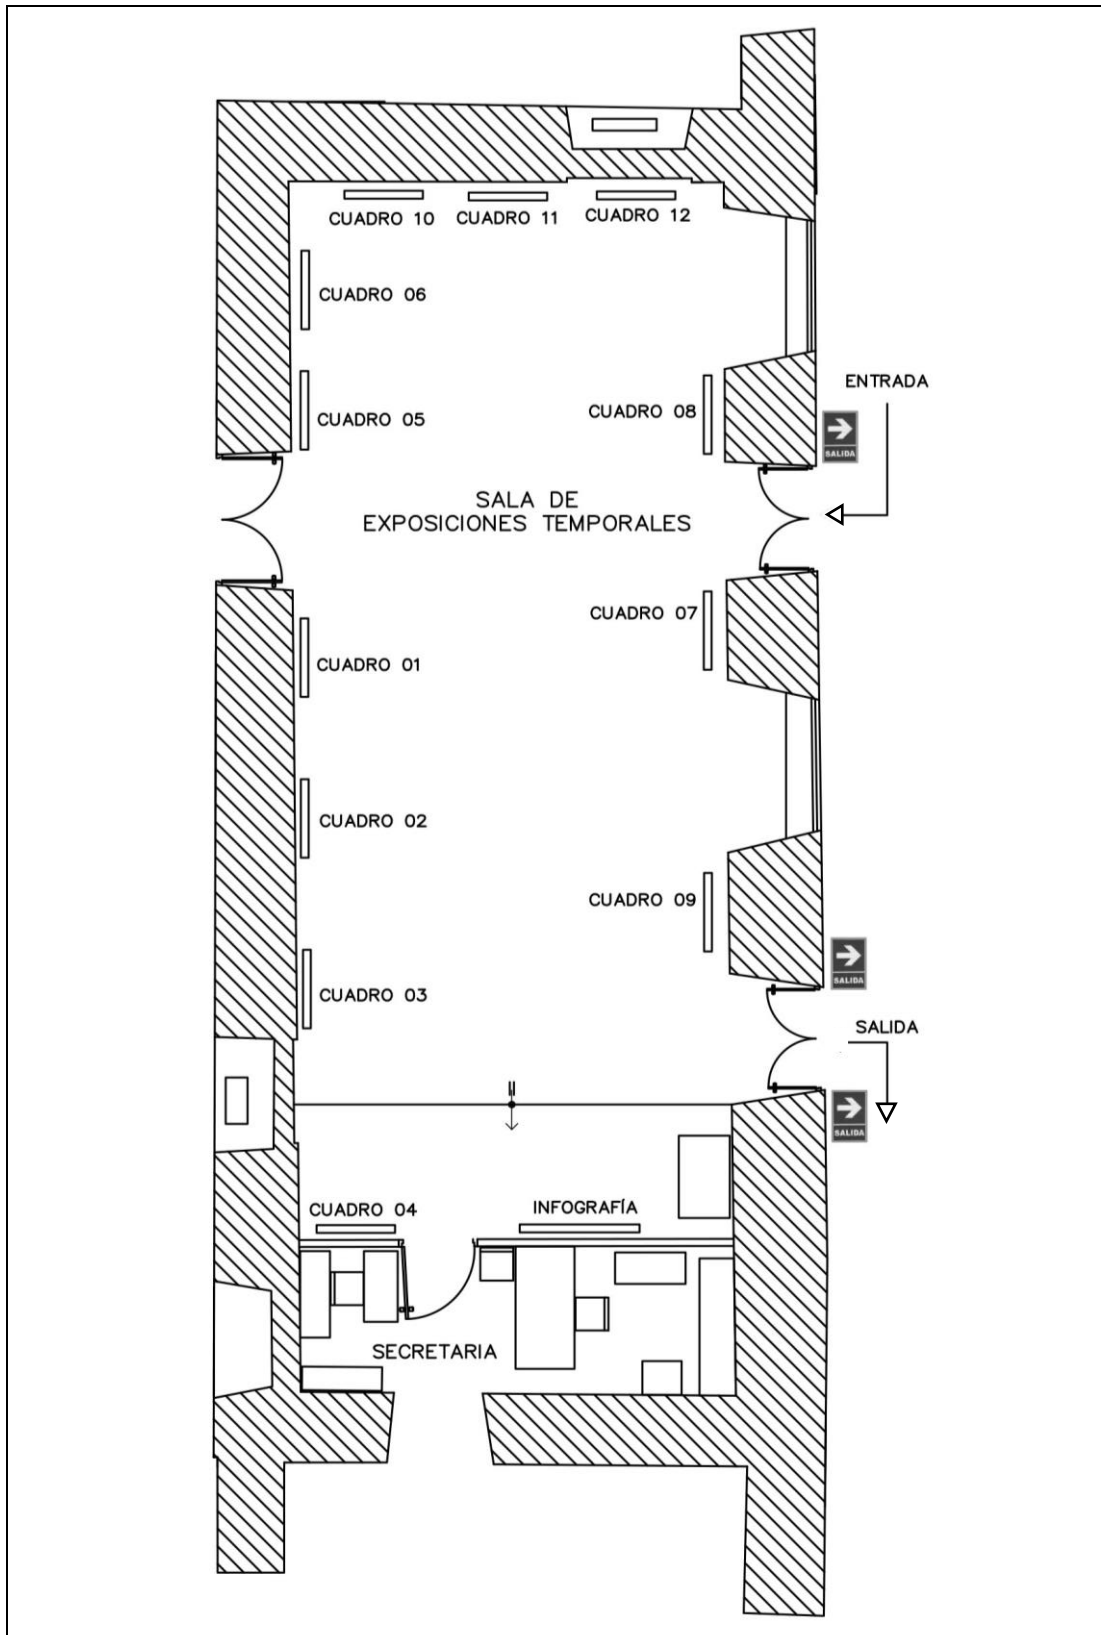 CUADRO 10
CUADRO 11
CUADRO 12
CUADRO 06
CUADRO 05
CUADRO 08
ENTRADA
SALIDA
SALA DE
EXPOSICIONES TEMPORALES
CUADRO 07
CUADRO 01
CUADRO 02
CUADRO 09
CUADRO 03
SALIDA
SALIDA
SALIDA
CUADRO 04
INFOGRAFÍA
SECRETARIA